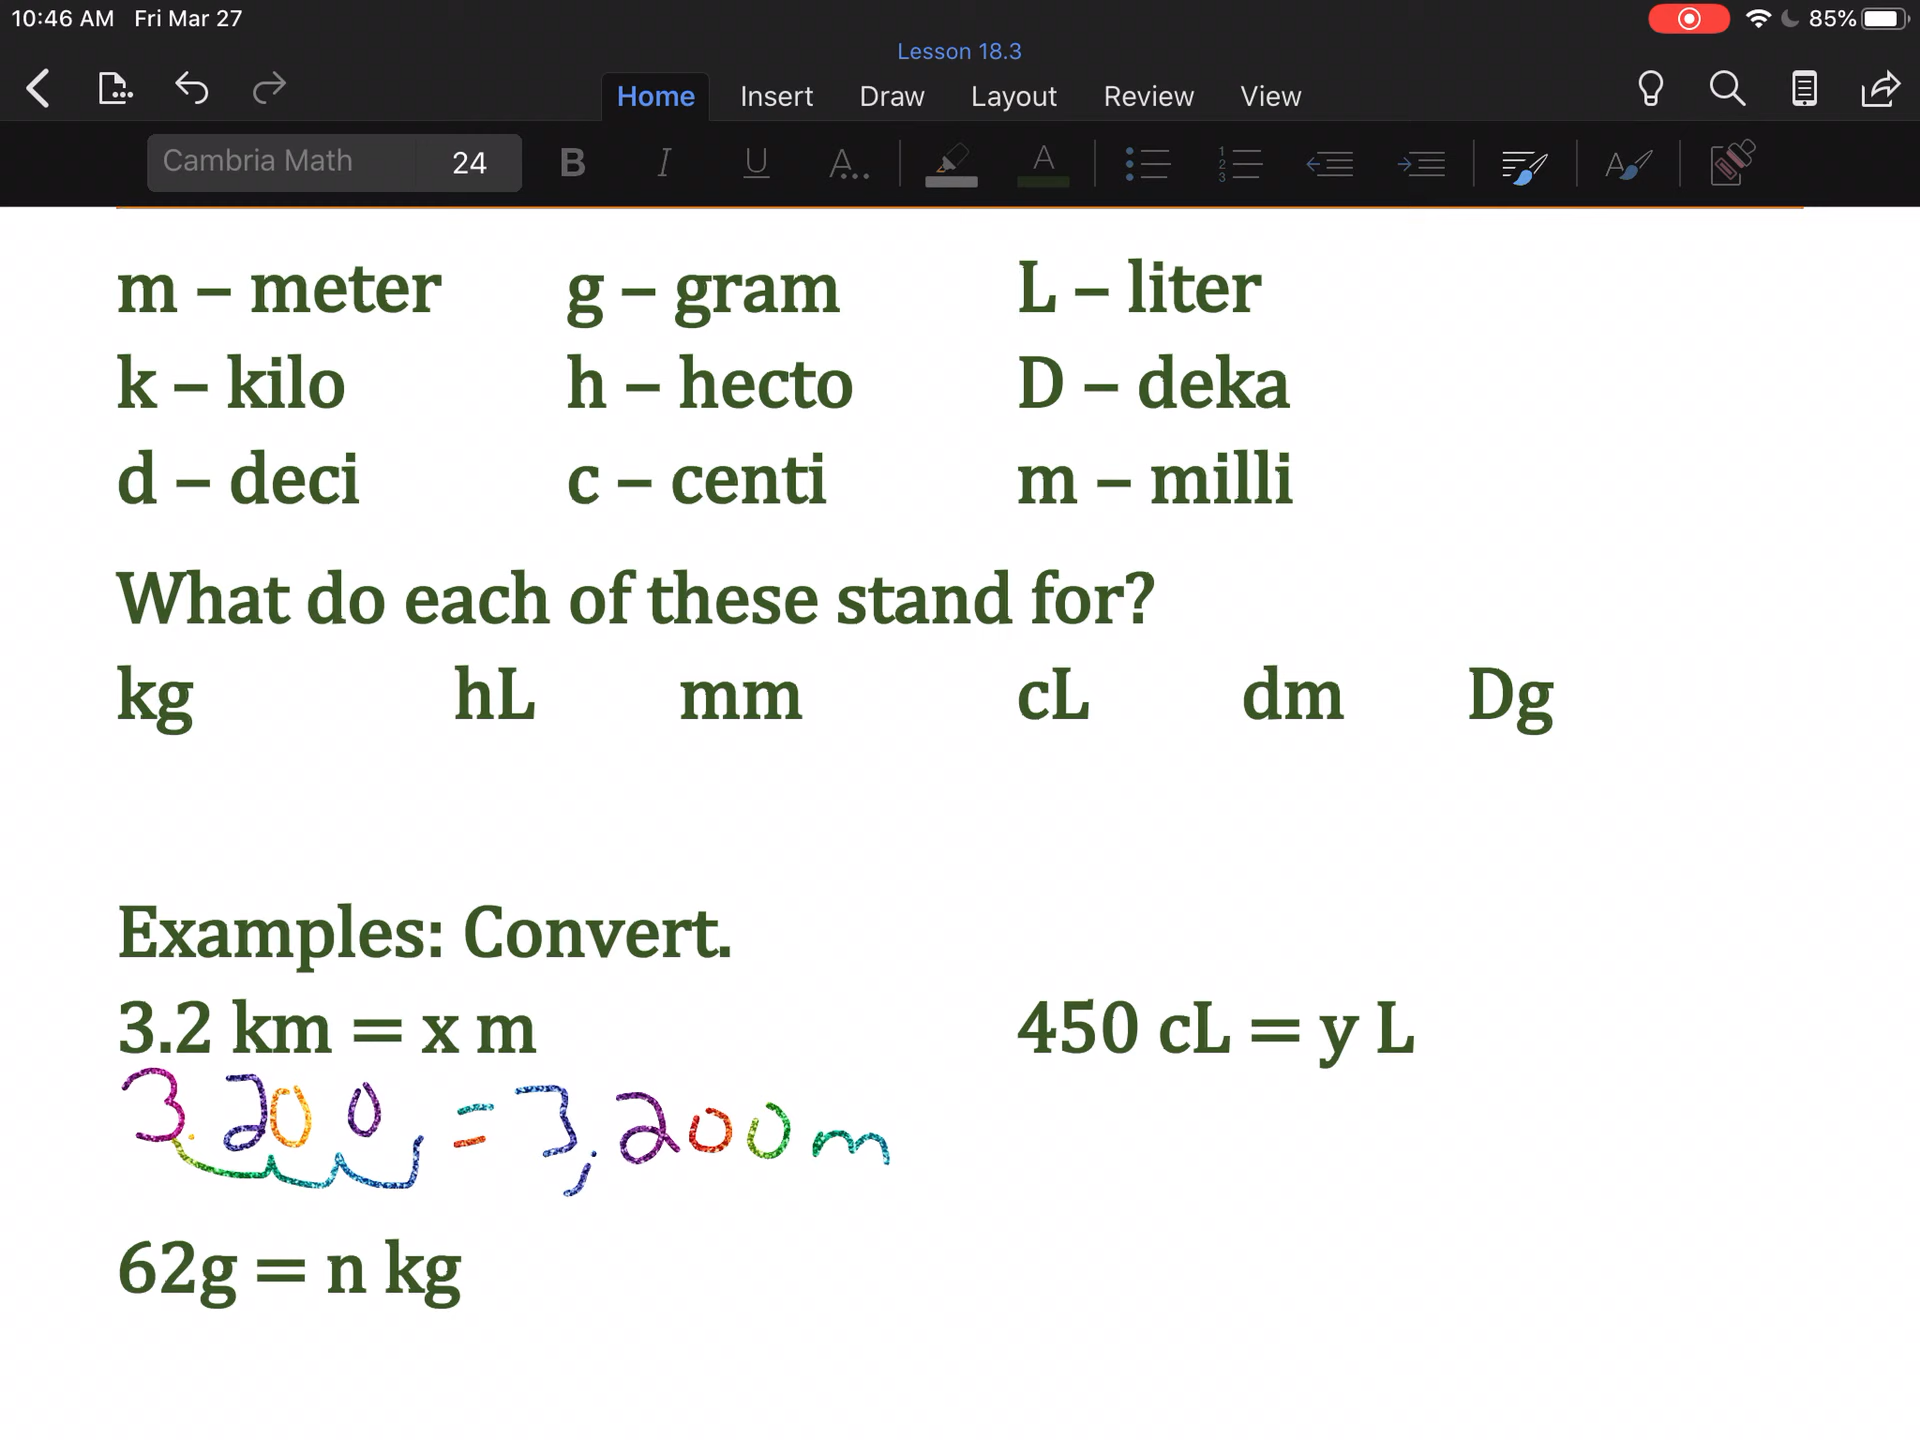 10:46 AM Fri Mar 27 85%
Lesson 18.3
Home Insert Draw Layout Review View
Cambria Math 24 B I U A... A
m – meter g – gram L – liter
k – kilo h – hecto D – deka
d – deci c – centi m – milli
What do each of these stand for?
kg hL mm cL dm Dg
Examples: Convert.
3.2 km = x m 450 cL = y L
3.200 = 3,200m
62g = n kg